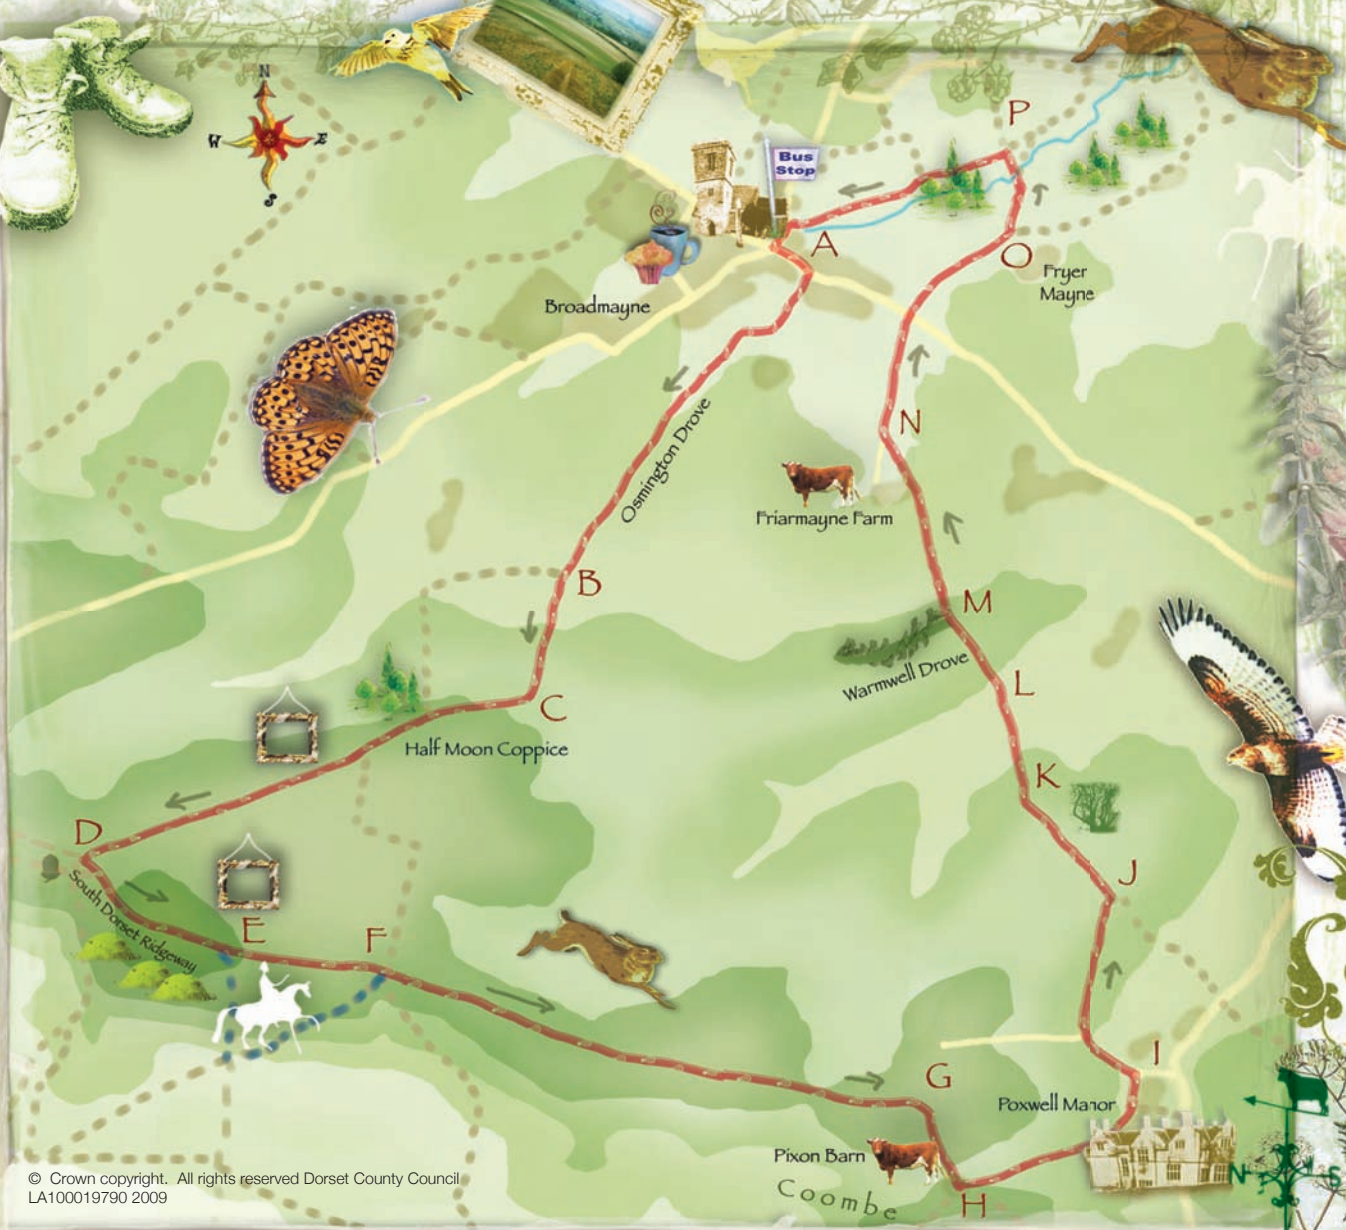 N
W
E
S
P
Bus
Stop
A
O
Fryer
Mayne
Broadmayne
N
Osmington Drove
Friarmayne Farm
B
M
Warmwell Drove
L
C
Half Moon Coppice
K
D
J
South Dorset Ridgeway
E
F
G
I
Poxwell Manor
Pixon Barn
Coombe
H
N
S
© Crown copyright. All rights reserved Dorset County Council
LA100019790 2009